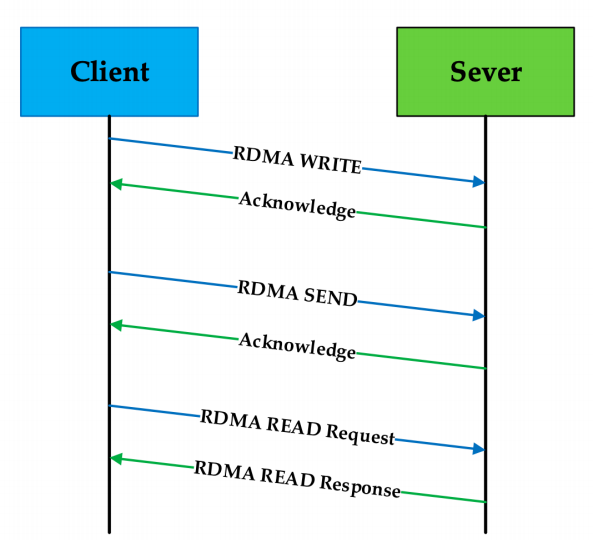 Client
Sever
RDMA WRITE
Acknowledge
RDMA SEND
Acknowledge
RDMA READ Request
RDMA READ Response